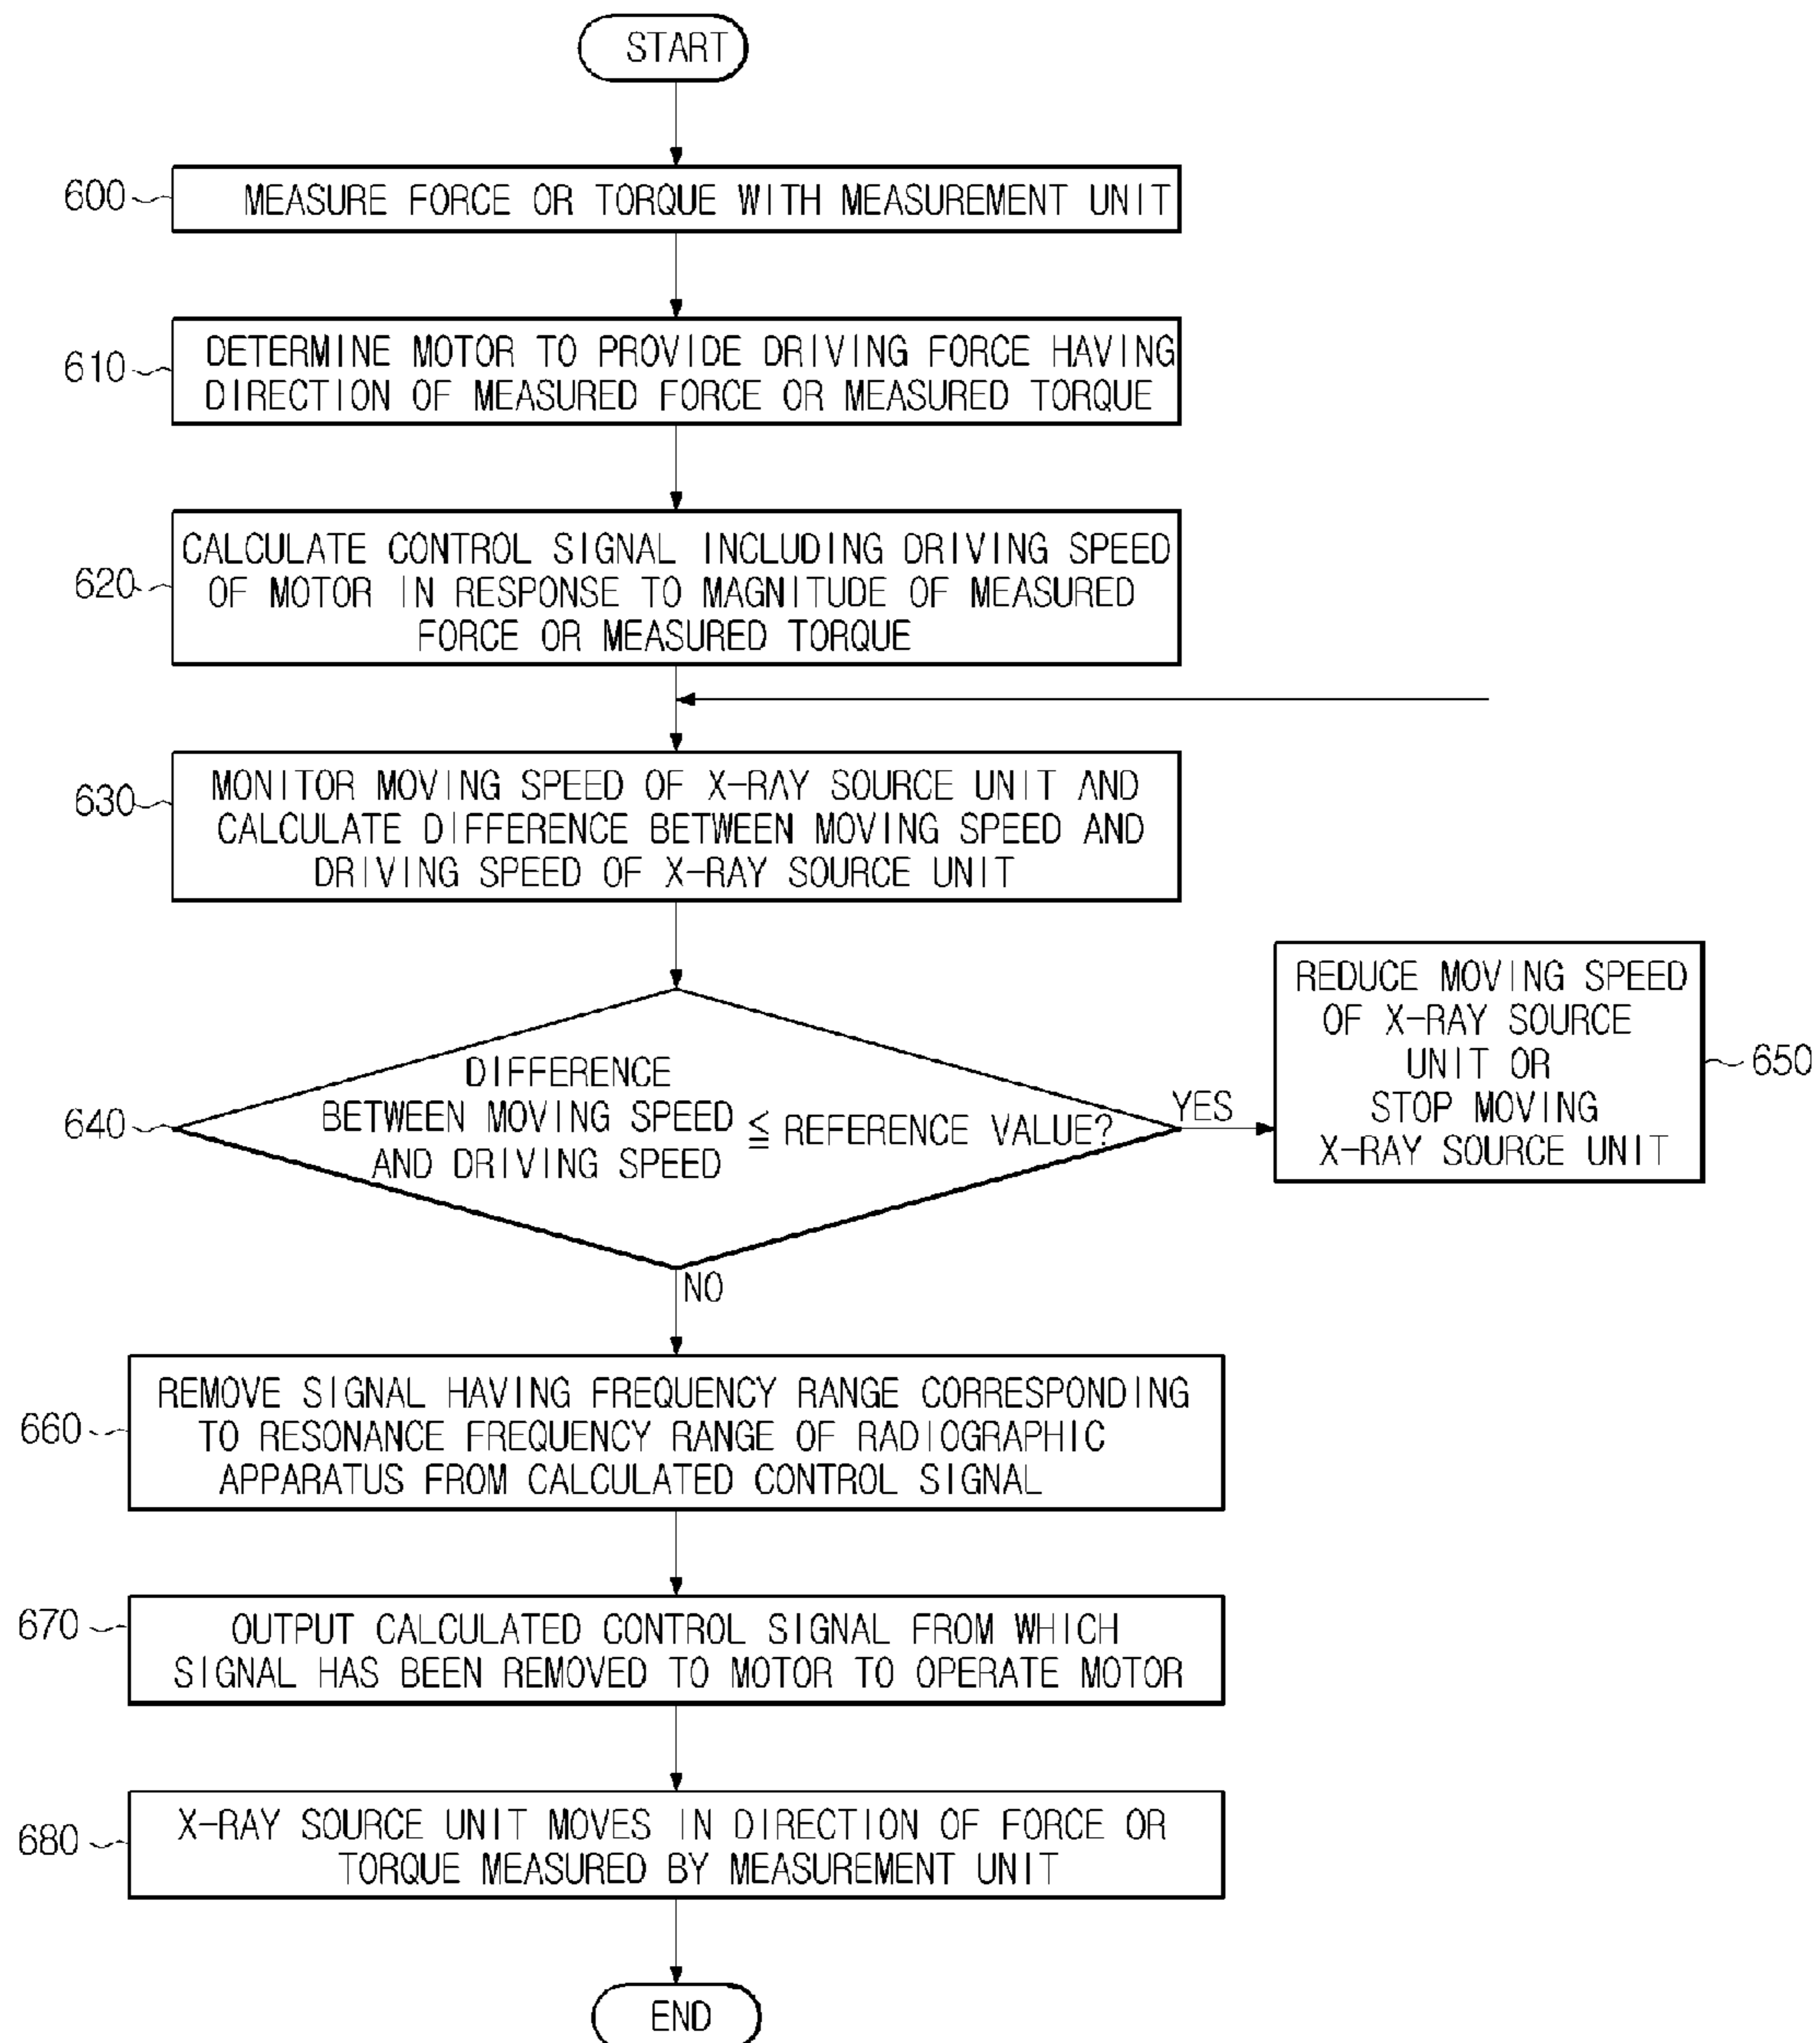 START
600
MEASURE FORCE OR TORQUE WITH MEASUREMENT UNIT
610
DETERMINE MOTOR TO PROVIDE DRIVING FORCE HAVING
DIRECTION OF MEASURED FORCE OR MEASURED TORQUE
620
CALCULATE CONTROL SIGNAL INCLUDING DRIVING SPEED
OF MOTOR IN RESPONSE TO MAGNITUDE OF MEASURED
FORCE OR MEASURED TORQUE
630
MONITOR MOVING SPEED OF X-RAY SOURCE UNIT AND
CALCULATE DIFFERENCE BETWEEN MOVING SPEED AND
DRIVING SPEED OF X-RAY SOURCE UNIT
640
DIFFERENCE
BETWEEN MOVING SPEED
AND DRIVING SPEED
≦ REFERENCE VALUE?
YES
REDUCE MOVING SPEED
OF X-RAY SOURCE
UNIT OR
STOP MOVING
X-RAY SOURCE UNIT
650
NO
660
REMOVE SIGNAL HAVING FREQUENCY RANGE CORRESPONDING
TO RESONANCE FREQUENCY RANGE OF RADIOGRAPHIC
APPARATUS FROM CALCULATED CONTROL SIGNAL
670
OUTPUT CALCULATED CONTROL SIGNAL FROM WHICH
SIGNAL HAS BEEN REMOVED TO MOTOR TO OPERATE MOTOR
680
X-RAY SOURCE UNIT MOVES IN DIRECTION OF FORCE OR
TORQUE MEASURED BY MEASUREMENT UNIT
END